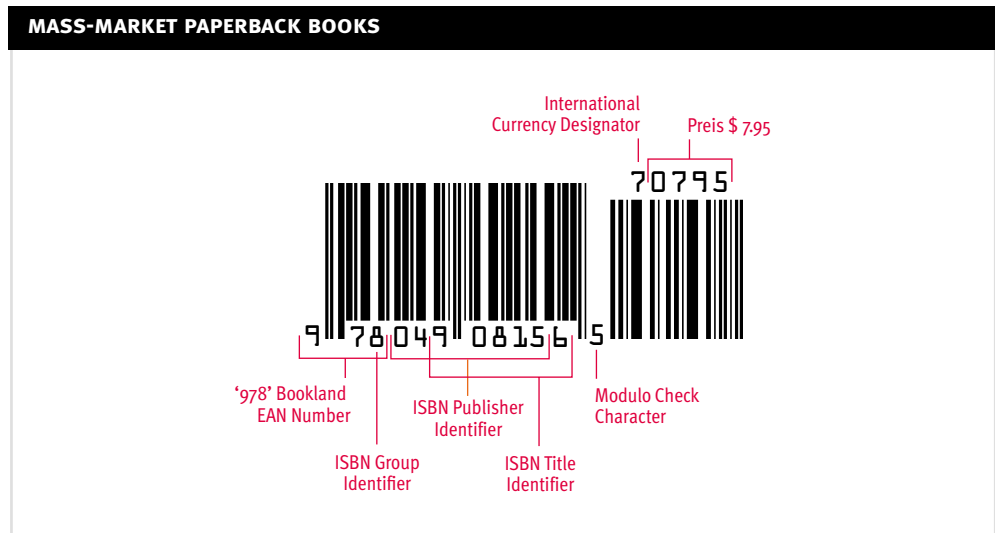 MASS-MARKET PAPERBACK BOOKS
International
Currency Designator
Preis $ 7.95
70795
9 78049 08156 5
‘978’ Bookland
EAN Number
ISBN Publisher
Identifier
Modulo Check
Character
ISBN Group
Identifier
ISBN Title
Identifier